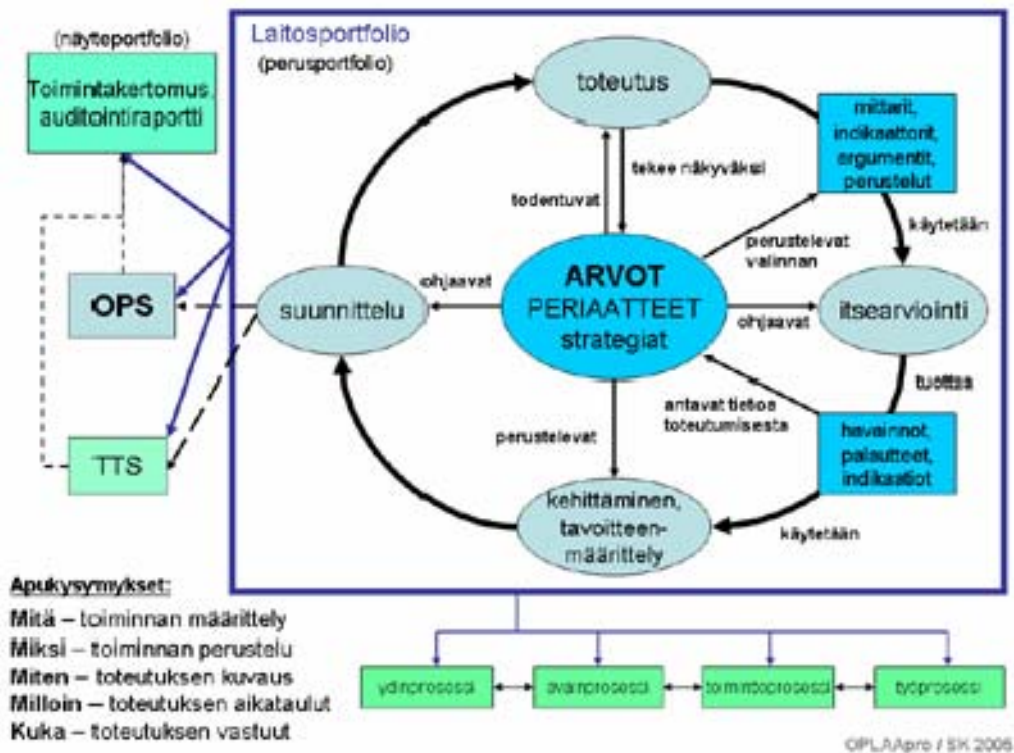 (näyteportfolio)
Toimintakertomus,
auditointiraportti
OPS
TTS
Laitosportfolio
(perusportfolio)
toteutus
mittarit,
indikaattorit,
argumentit,
perustelut
tekee näkyväksi
todentuvat
perustelevat
valinnan
käytetään
ohjaavat
ARVOT
PERIAATTEET
strategiat
suunnittelu
ohjaavat
itsearviointi
tuottaa
antavat tietoa
toteutumisesta
perustelevat
havainnot,
palautteet,
indikaatiot
kehittäminen,
tavoitteen-
määrittely
käytetään
Apukysymykset:
Mitä – toiminnan määrittely
Miksi – toiminnan perustelu
Miten – toteutuksen kuvaus
Milloin – toteutuksen aikataulut
Kuka – toteutuksen vastuut
ydinprosessi
avainprosessi
toimintoprosessi
työprosessi
OPLAApro / SK 2006